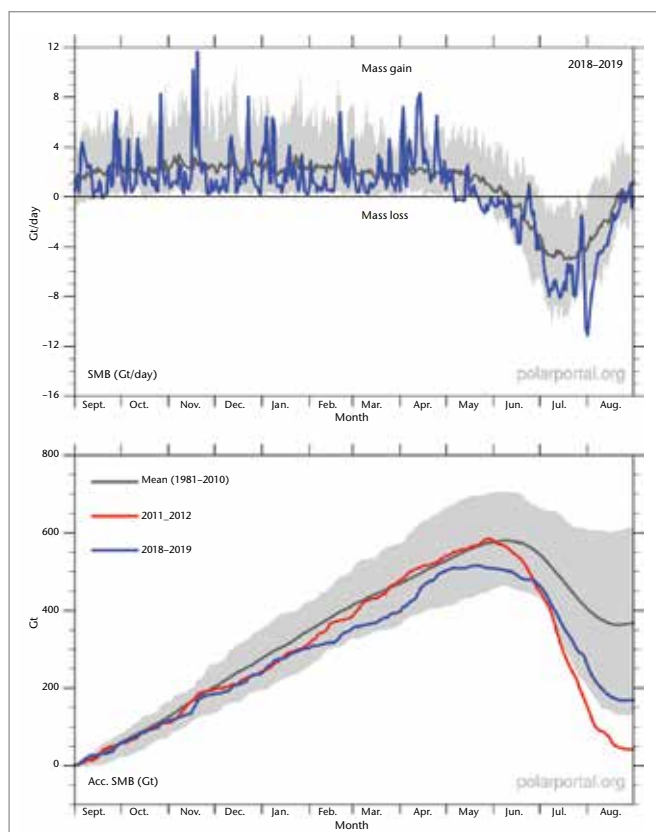 12
8
4
0
−4
−8
−12
−16
Gt/day
Mass gain
2018–2019
Mass loss
SMB (Gt/day)
polarportal.org
Sept. Oct. Nov. Dec. Jan. Feb. Mar. Apr. May Jun. Jul. Aug.
Month
800
600
400
200
0
Gt
Mean (1981–2010)
2011_2012
2018–2019
Acc. SMB (Gt)
polarportal.org
Sept. Oct. Nov. Dec. Jan. Feb. Mar. Apr. May Jun. Jul. Aug.
Month